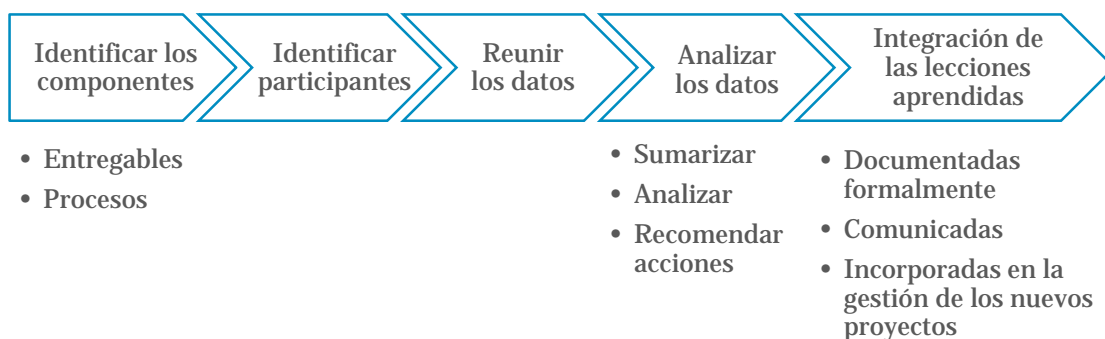 Identificar los
componentes
Identificar
participantes
Reunir
los datos
Analizar
los datos
Integración de
las lecciones
aprendidas
• Entregables
• Procesos
• Sumarizar
• Analizar
• Recomendar
acciones
• Documentadas
formalmente
• Comunicadas
• Incorporadas en la
gestión de los nuevos
proyectos